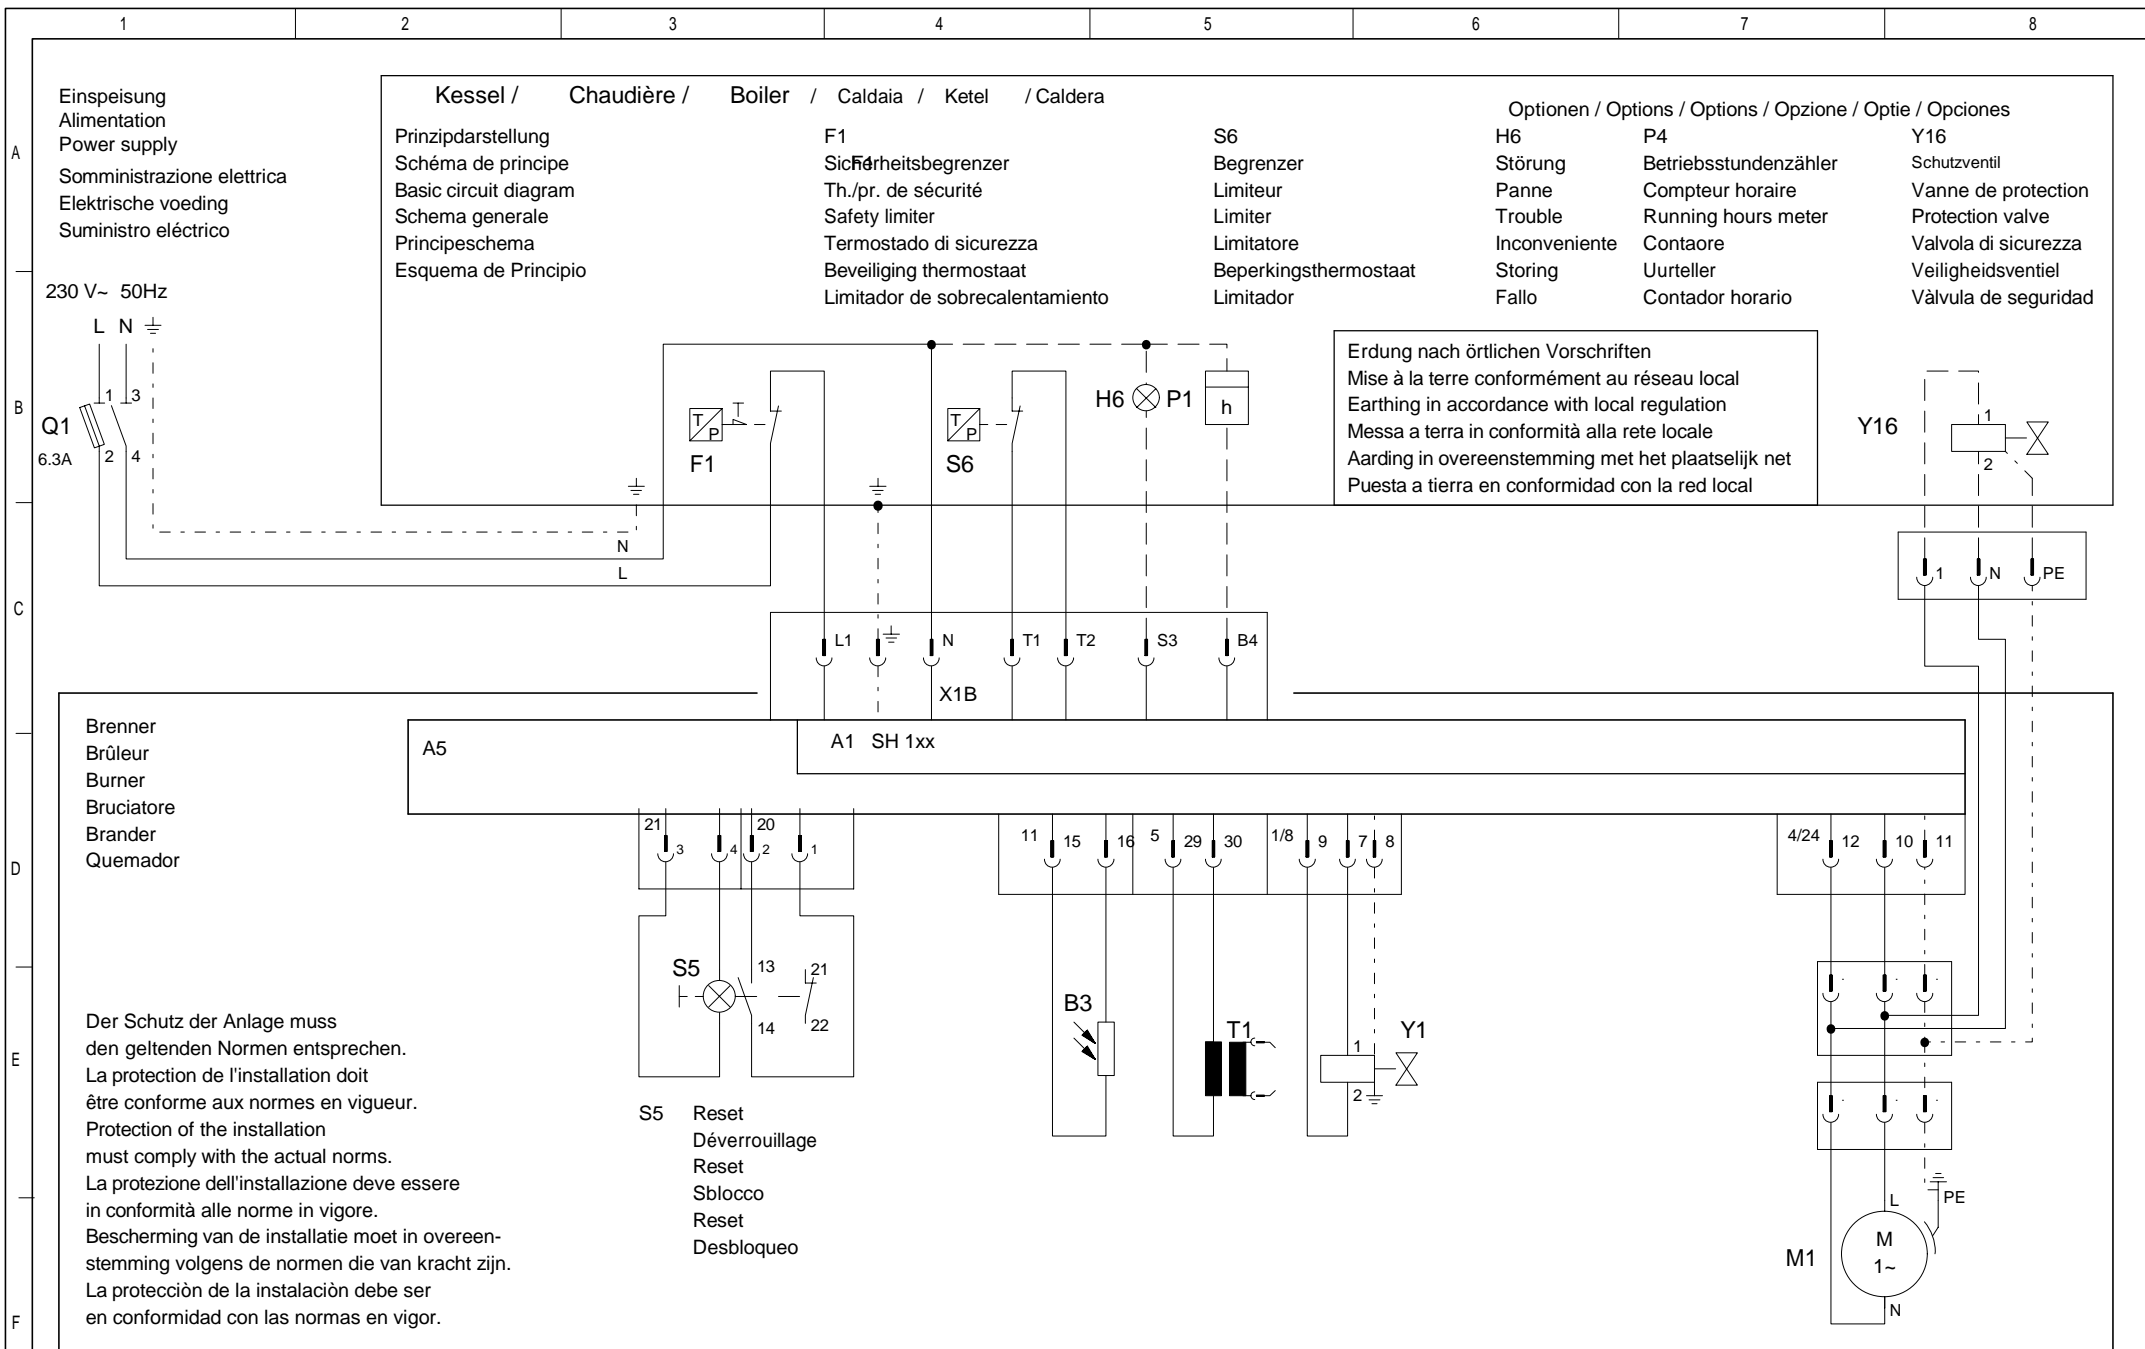 1 2 3 4 5 6 7 8
A
B
C
D
E
F
Einspeisung
Alimentation
Power supply
Somministrazione elettrica
Elektrische voeding
Suministro eléctrico
230 V~ 50Hz
L N
1 3
Q1
6.3A
2 4
Kessel / Chaudière / Boiler / Caldaia / Ketel / Caldera
Prinzipdarstellung
Schéma de principe
Basic circuit diagram
Schema generale
Principeschema
Esquema de Principio
F1
Sicherheitsbegrenzer
F1
Th./pr. de sécurité
Safety limiter
Termostado di sicurezza
Beveiliging thermostaat
Limitador de sobrecalentamiento
S6
Begrenzer
Limiteur
Limiter
Limitatore
Beperkingsthermostaat
Limitador
Optionen / Options / Options / Opzione / Optie / Opciones
H6
Störung
Panne
Trouble
Inconveniente
Storing
Fallo
P4
Betriebsstundenzähler
Compteur horaire
Running hours meter
Contaore
Uurteller
Contador horario
Y16
Schutzventil
Vanne de protection
Protection valve
Valvola di sicurezza
Veiligheidsventiel
Vàlvula de seguridad
T
P
F1
T
P
S6
H6
P1
h
Erdung nach örtlichen Vorschriften
Mise à la terre conformément au réseau local
Earthing in accordance with local regulation
Messa a terra in conformità alla rete locale
Aarding in overeenstemming met het plaatselijk net
Puesta a tierra en conformidad con la red local
Y16
1
2
N
L
1 N PE
L1 N T1 T2 S3 B4
X1B
Brenner
Brûleur
Burner
Bruciatore
Brander
Quemador
A5
A1 SH 1xx
21 3 4 20 2 1
11 15 16 5 29 30 1/8 9 7 8
4/24 12 10 11
S5
13
14
21
22
B3
T1
Y1
1
2
Der Schutz der Anlage muss
den geltenden Normen entsprechen.
La protection de l'installation doit
être conforme aux normes en vigueur.
Protection of the installation
must comply with the actual norms.
La protezione dell'installazione deve essere
in conformità alle norme in vigore.
Bescherming van de installatie moet in overeen-
stemming volgens de normen die van kracht zijn.
La protecciòn de la instalaciòn debe ser
en conformidad con las normas en vigor.
S5 Reset
Déverrouillage
Reset
Sblocco
Reset
Desbloqueo
L
PE
M1
M
1~
N